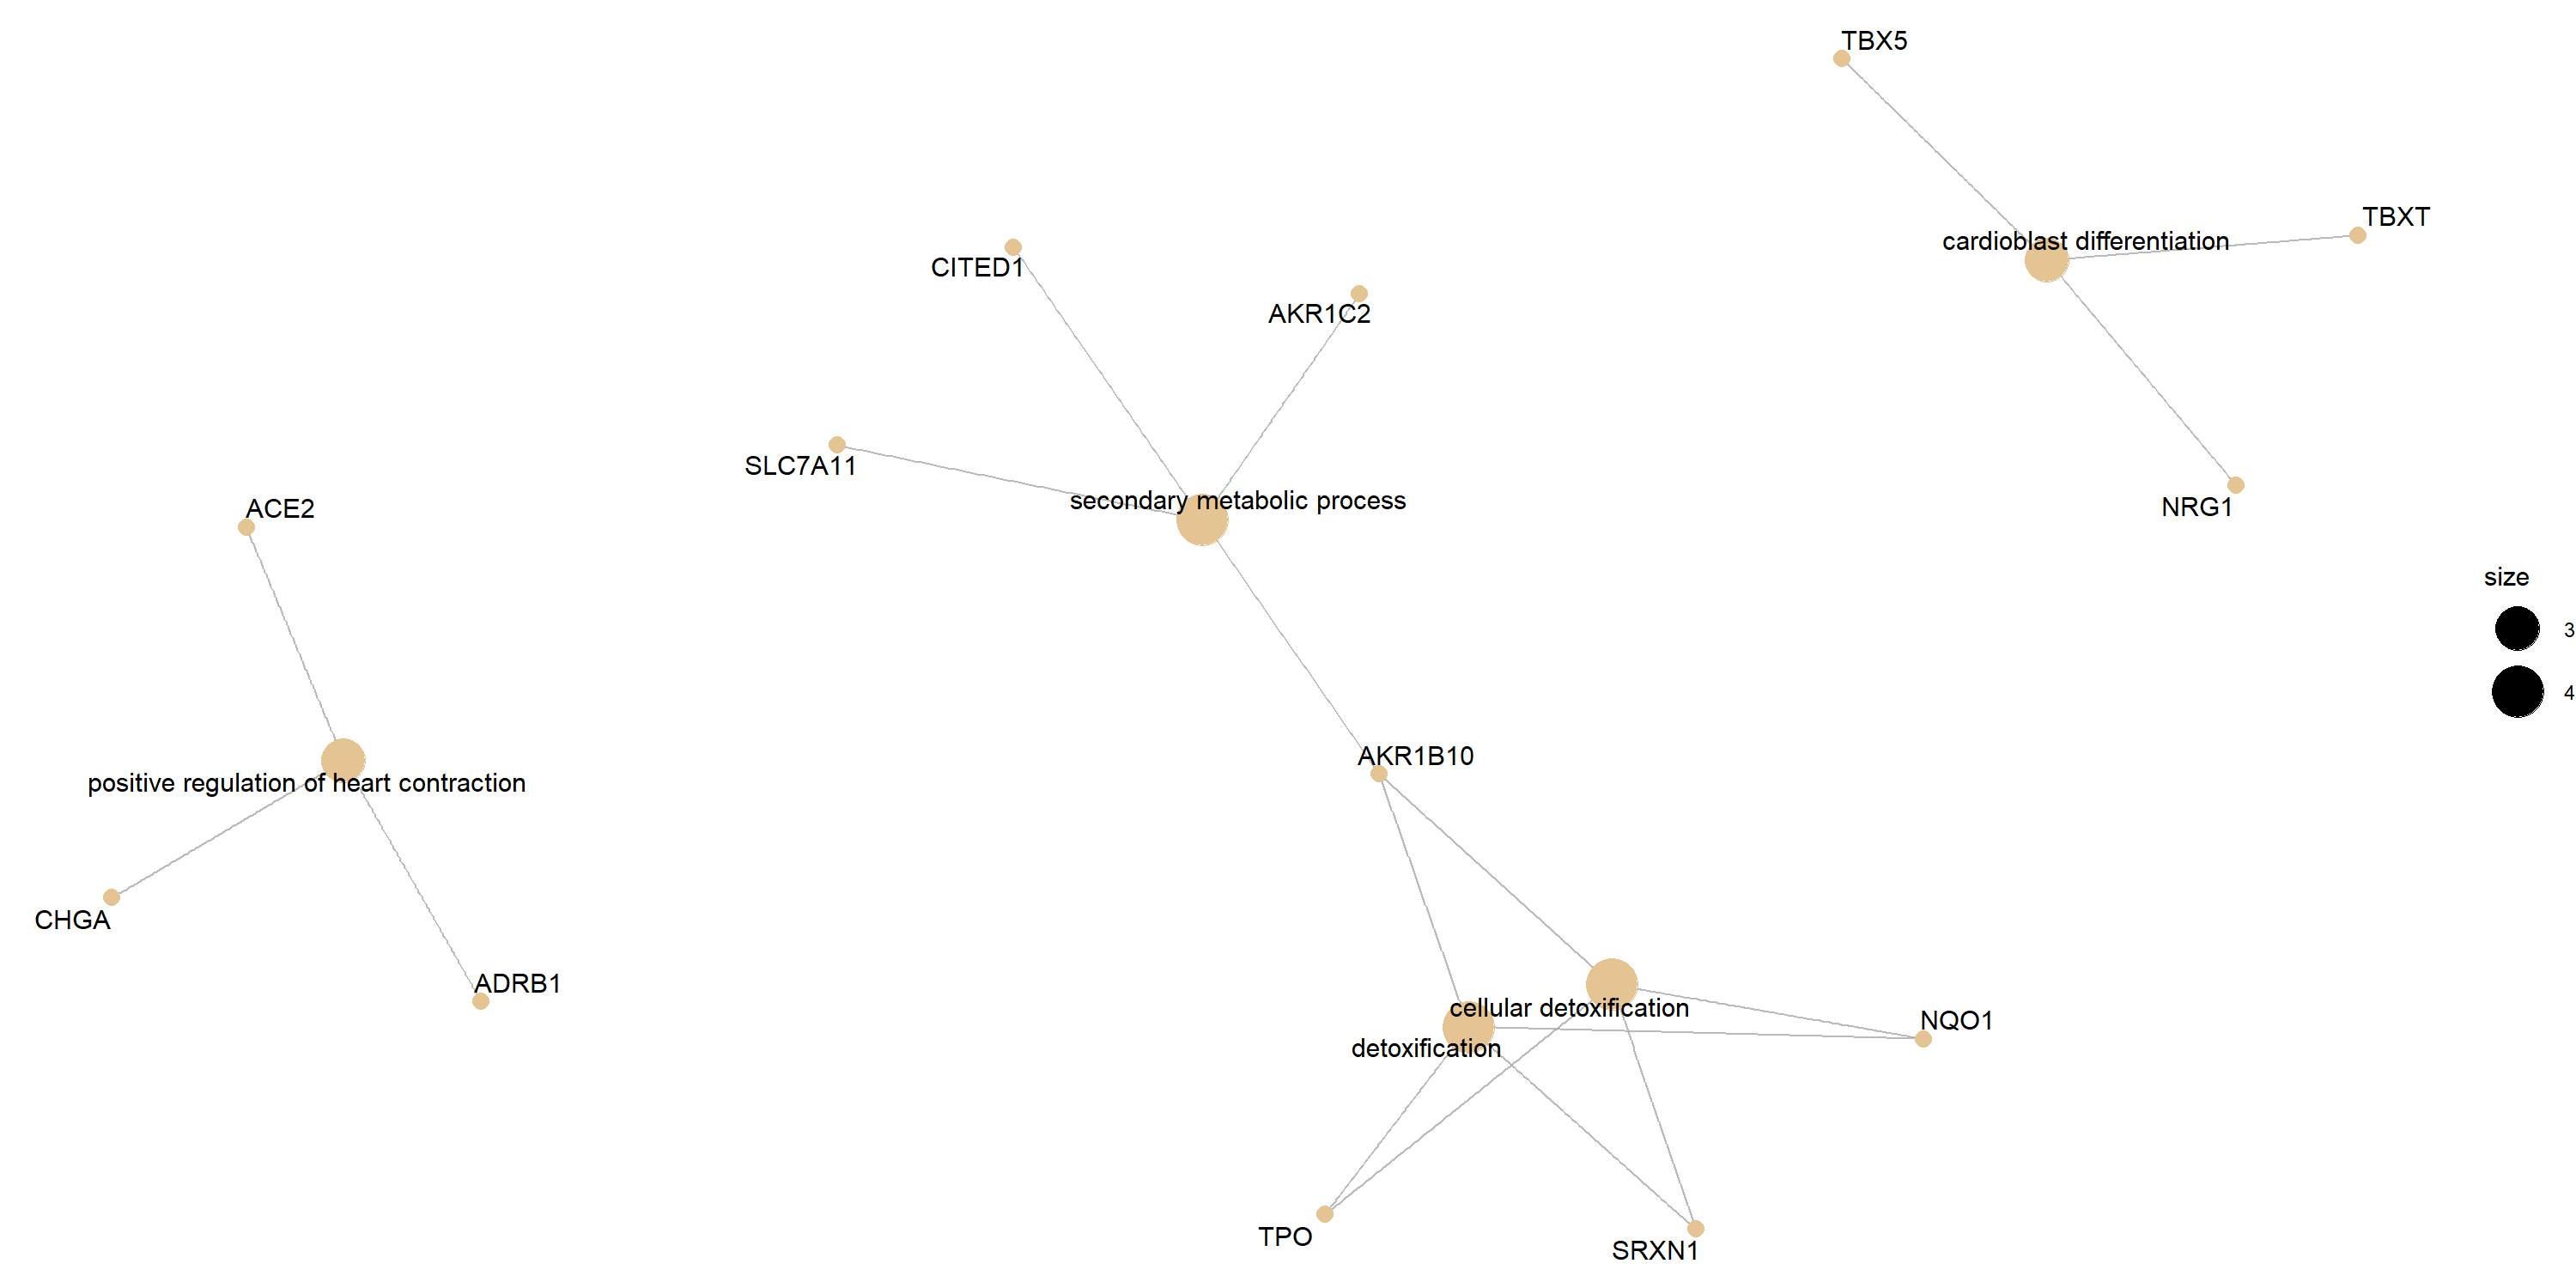 TBX5
TBXT
cardioblast differentiation
CITED1
AKR1C2
SLC7A11
secondary metabolic process
NRG1
ACE2
size
3
4
AKR1B10
positive regulation of heart contraction
CHGA
ADRB1
cellular detoxification
NQO1
detoxification
TPO
SRXN1